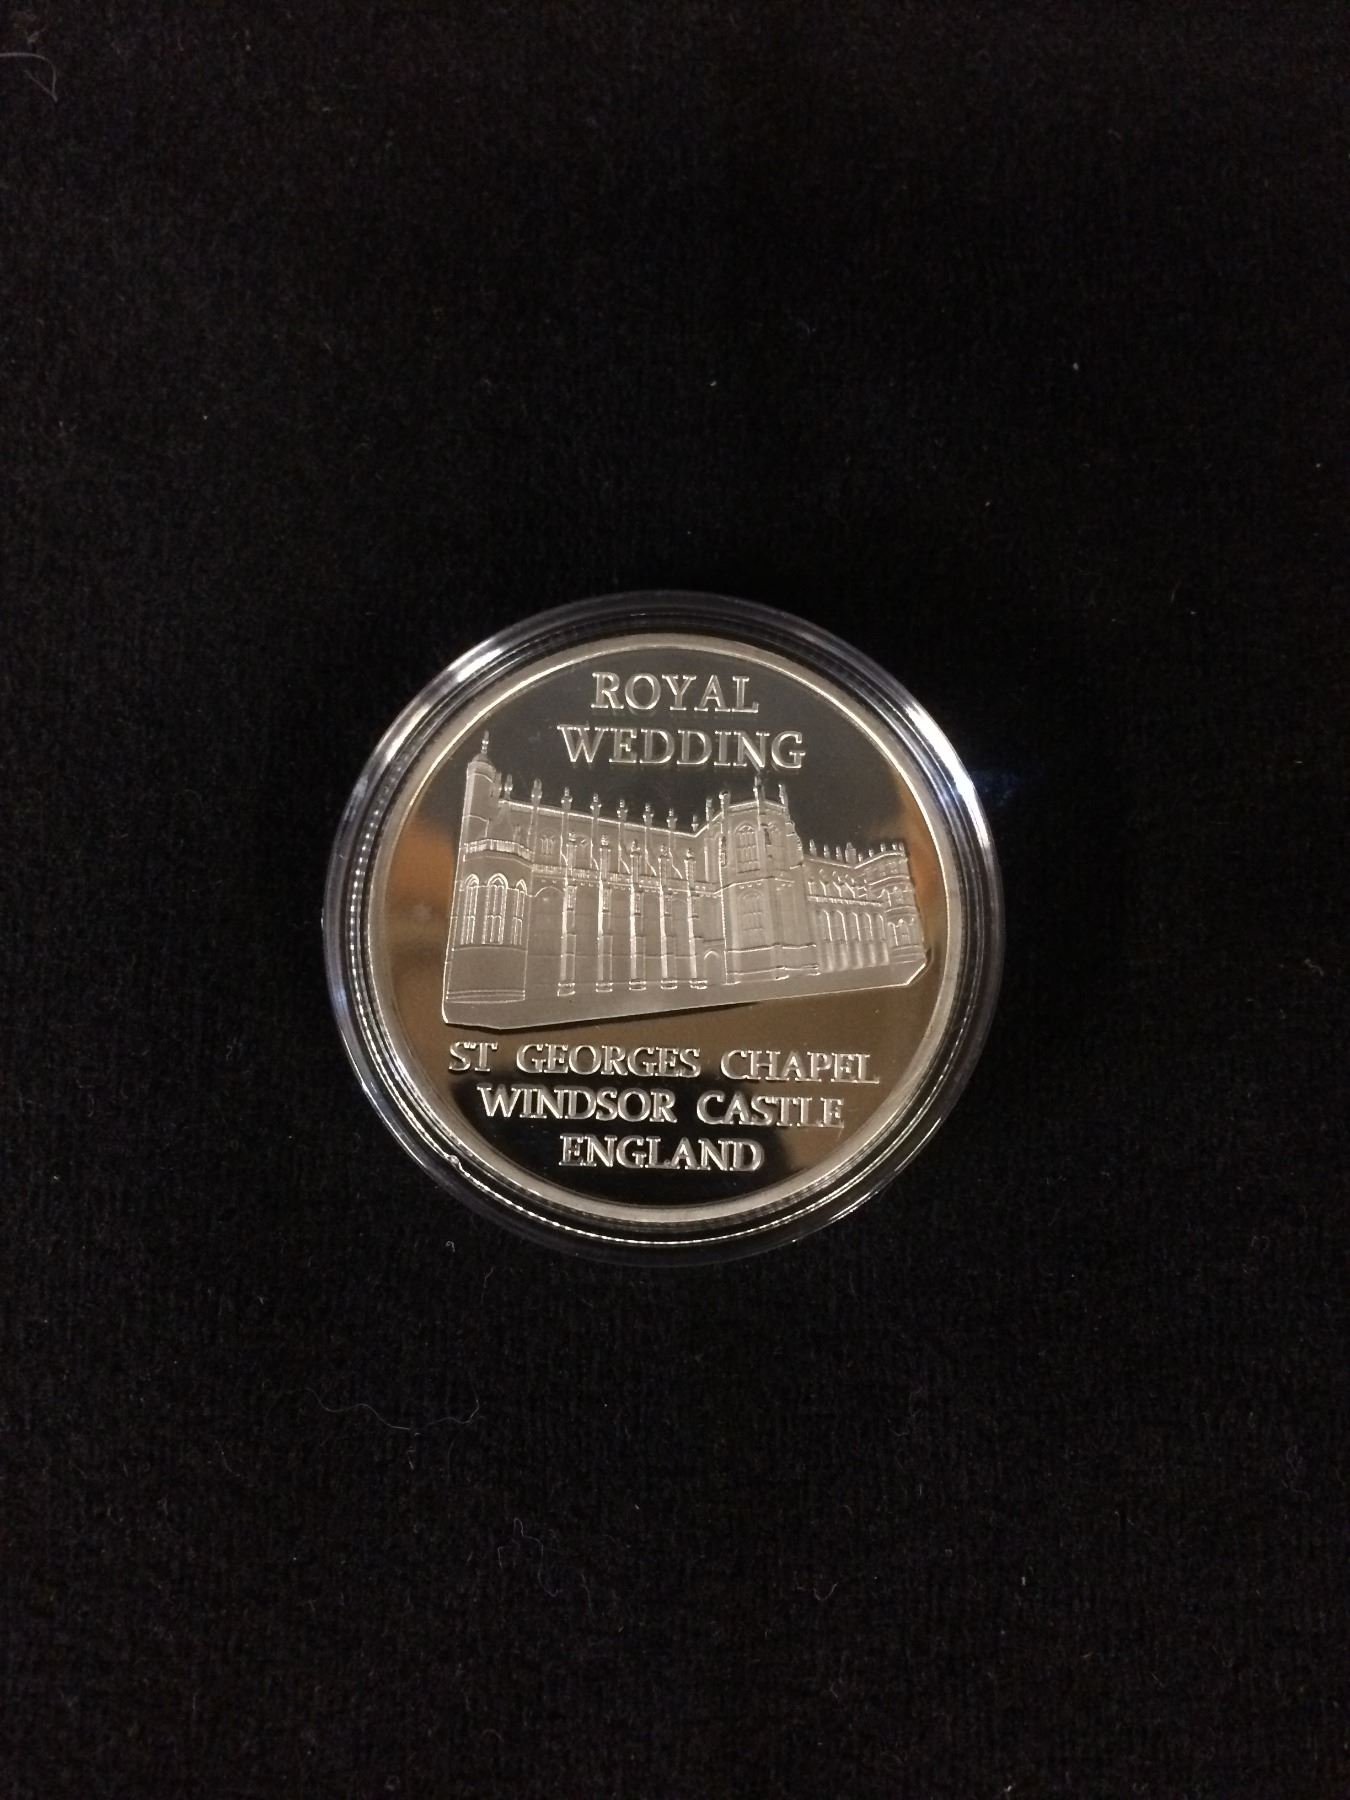 ROYAL
WEDDING
ST GEORGES CHAPEL
WINDSOR CASTLE
ENGLAND